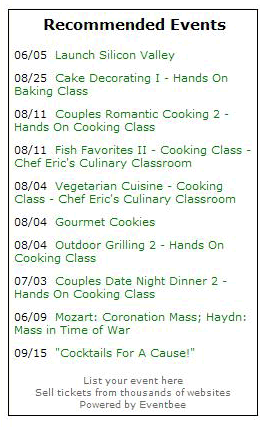 Recommended Events
06/05 Launch Silicon Valley
08/25 Cake Decorating I - Hands On
Baking Class
08/11 Couples Romantic Cooking 2 -
Hands On Cooking Class
08/11 Fish Favorites II - Cooking Class -
Chef Eric's Culinary Classroom
08/04 Vegetarian Cuisine - Cooking
Class - Chef Eric's Culinary Classroom
08/04 Gourmet Cookies
08/04 Outdoor Grilling 2 - Hands On
Cooking Class
07/03 Couples Date Night Dinner 2 -
Hands On Cooking Class
06/09 Mozart: Coronation Mass; Haydn:
Mass in Time of War
09/15 "Cocktails For A Cause!"
List your event here
Sell tickets from thousands of websites
Powered by Eventbee